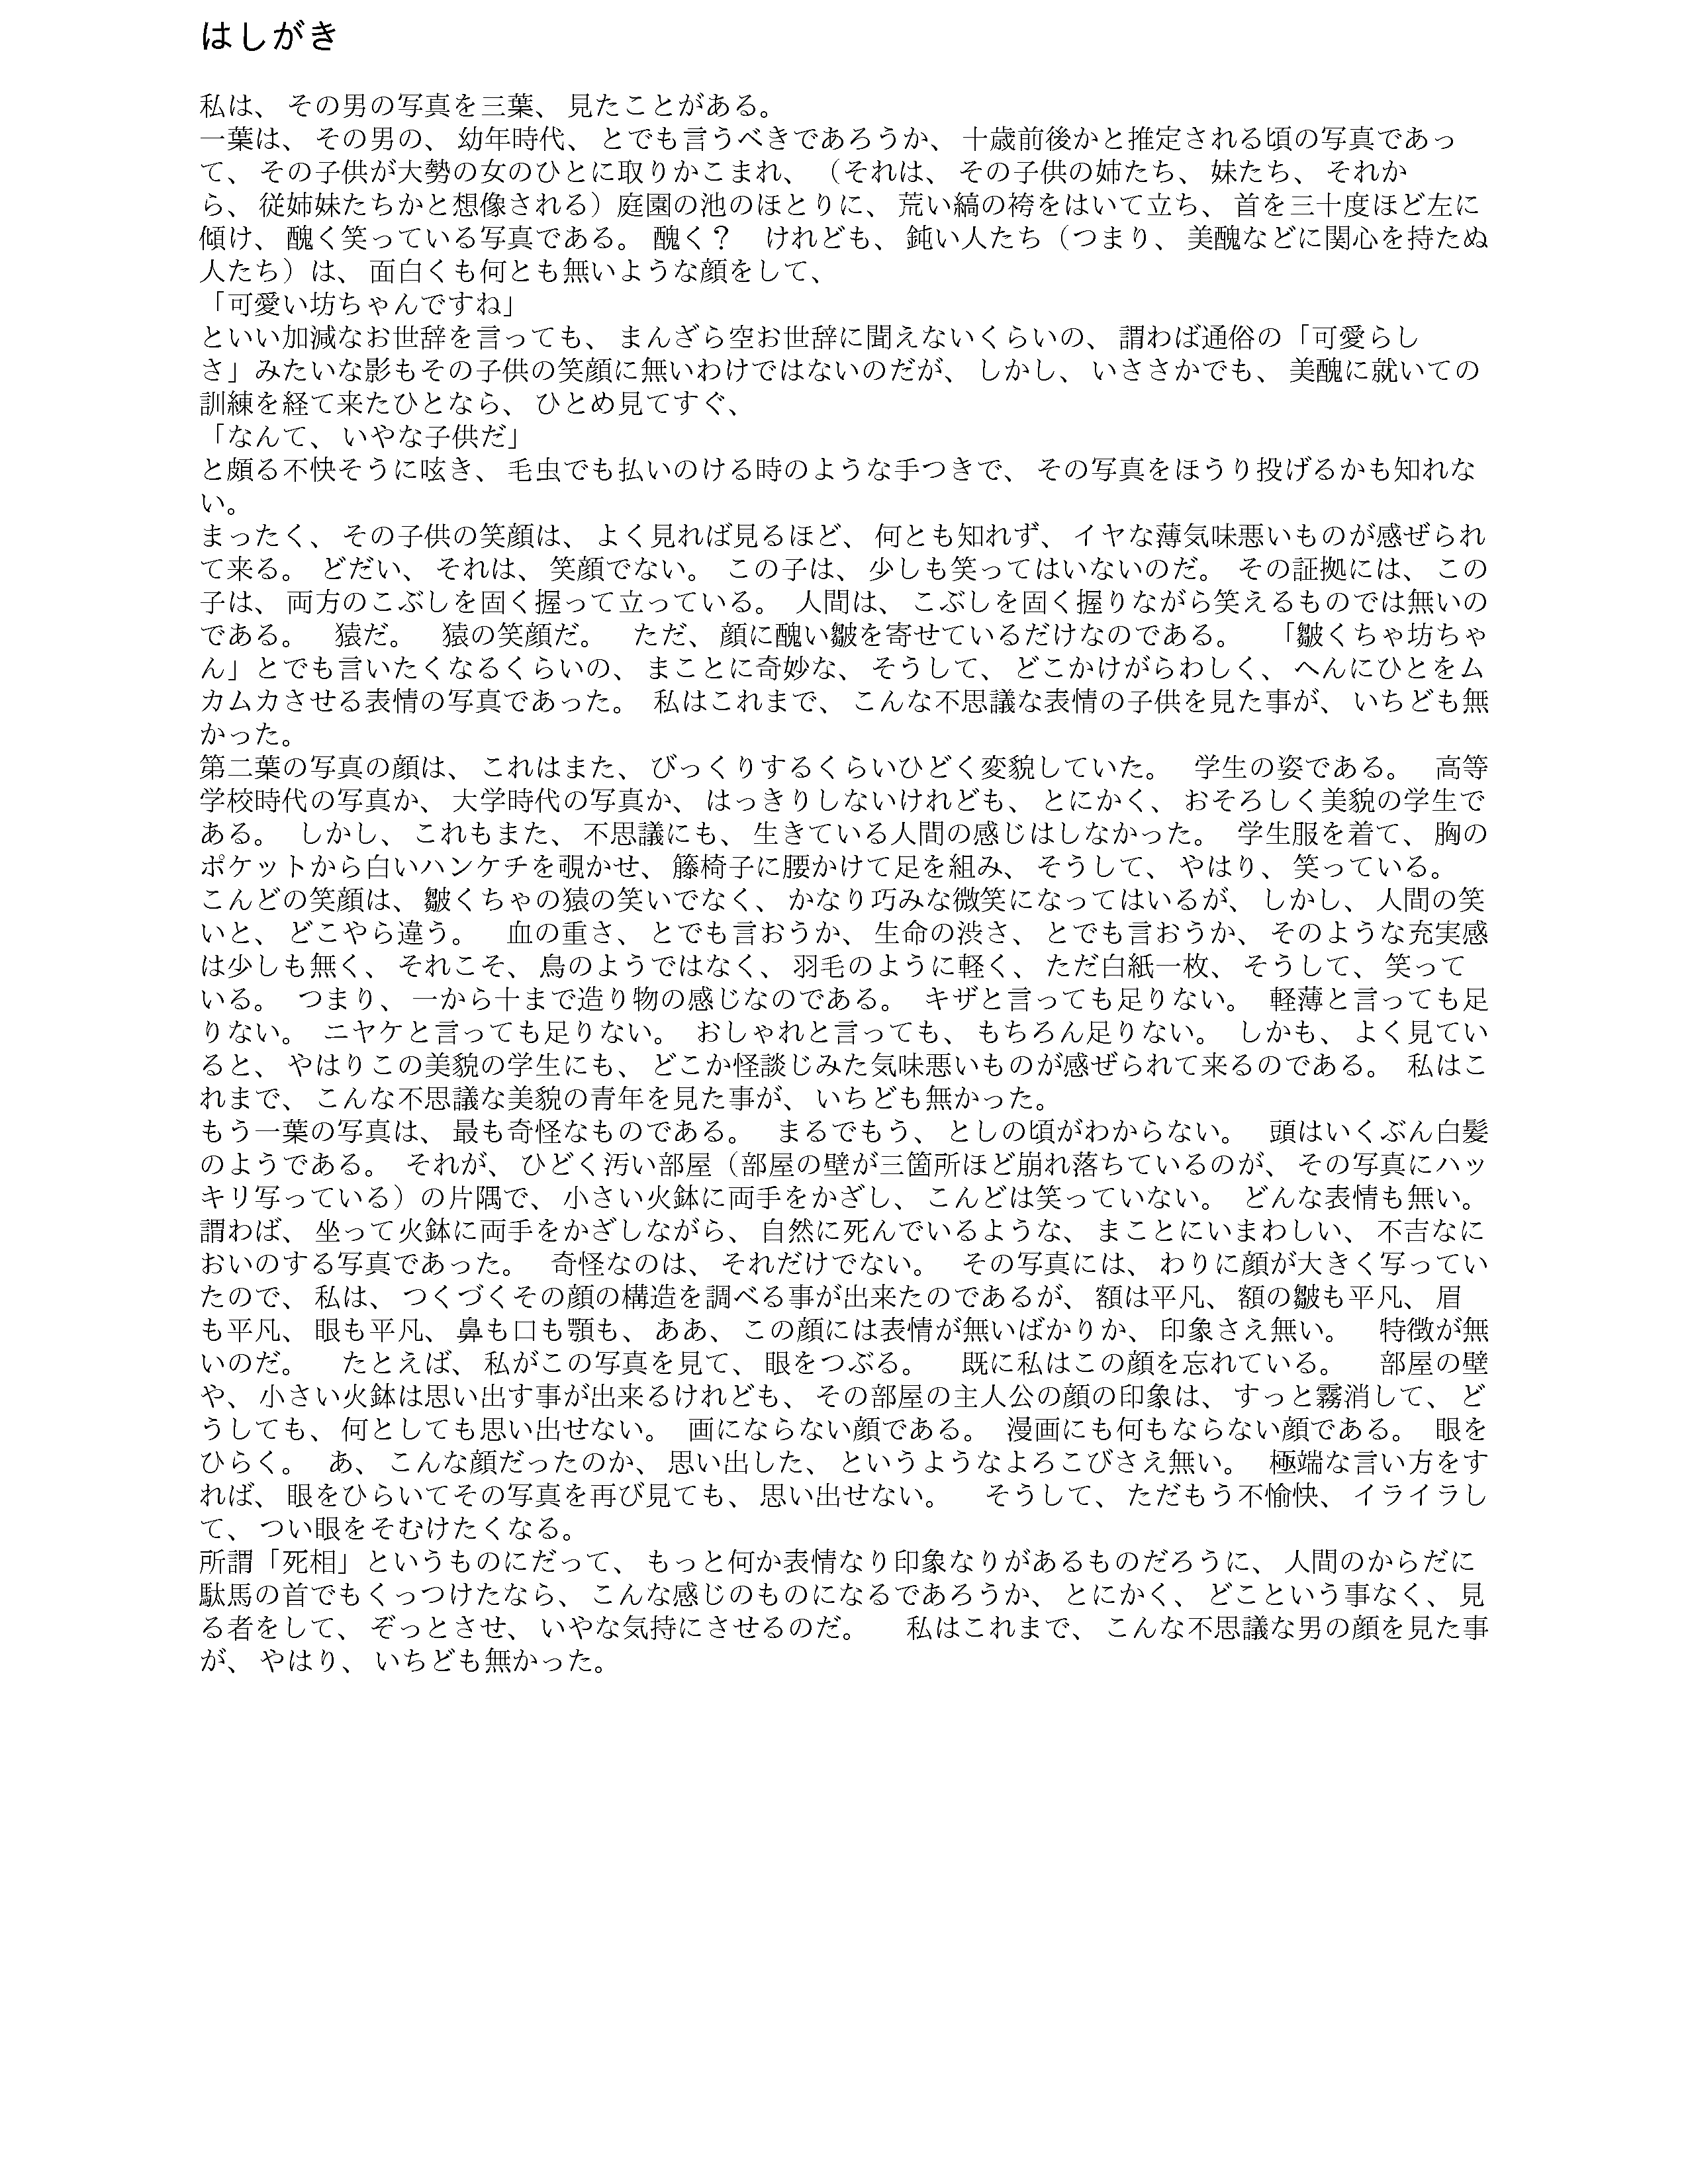 はしがき
私は、その男の写真を三葉、見たことがある。
一葉は、その男の、幼年時代、とでも言うべきであろうか、十歳前後かと推定される頃の写真であっ
て、その子供が大勢の女のひとに取りかこまれ、（それは、その子供の姉たち、妹たち、それか
ら、従姉妹たちかと想像される）庭園の池のほとりに、荒い縞の袴をはいて立ち、首を三十度ほど左に
傾け、醜く笑っている写真である。醜く？　けれども、鈍い人たち（つまり、美醜などに関心を持たぬ
人たち）は、面白くも何とも無いような顔をして、
「可愛い坊ちゃんですね」
といい加減なお世辞を言っても、まんざら空お世辞に聞えないくらいの、謂わば通俗の「可愛らし
さ」みたいな影もその子供の笑顔に無いわけではないのだが、しかし、いささかでも、美醜に就いての
訓練を経て来たひとなら、ひとめ見てすぐ、
「なんて、いやな子供だ」
と頗る不快そうに呟き、毛虫でも払いのける時のような手つきで、その写真をほうり投げるかも知れな
い。
まったく、その子供の笑顔は、よく見れば見るほど、何とも知れず、イヤな薄気味悪いものが感ぜられ
て来る。どだい、それは、笑顔でない。この子は、少しも笑ってはいないのだ。その証拠には、この
子は、両方のこぶしを固く握って立っている。人間は、こぶしを固く握りながら笑えるものでは無いの
である。　猿だ。　猿の笑顔だ。　ただ、顔に醜い皺を寄せているだけなのである。　「皺くちゃ坊ちゃ
ん」とでも言いたくなるくらいの、まことに奇妙な、そうして、どこかけがらわしく、へんにひとをム
カムカさせる表情の写真であった。私はこれまで、こんな不思議な表情の子供を見た事が、いちども無
かった。
第二葉の写真の顔は、これはまた、びっくりするくらいひどく変貌していた。　学生の姿である。　高等
学校時代の写真か、大学時代の写真か、はっきりしないけれども、とにかく、おそろしく美貌の学生で
ある。　しかし、これもまた、不思議にも、生きている人間の感じはしなかった。　学生服を着て、胸の
ポケットから白いハンケチを覗かせ、籐椅子に腰かけて足を組み、そうして、やはり、笑っている。
こんどの笑顔は、皺くちゃの猿の笑いでなく、かなり巧みな微笑になってはいるが、しかし、人間の笑
いと、どこやら違う。　血の重さ、とでも言おうか、生命の渋さ、とでも言おうか、そのような充実感
は少しも無く、それこそ、鳥のようではなく、羽毛のように軽く、ただ白紙一枚、そうして、笑って
いる。　つまり、一から十まで造り物の感じなのである。　キザと言っても足りない。　軽薄と言っても足
りない。　ニヤケと言っても足りない。　おしゃれと言っても、もちろん足りない。　しかも、よく見てい
ると、やはりこの美貌の学生にも、どこか怪談じみた気味悪いものが感ぜられて来るのである。　私はこ
れまで、こんな不思議な美貌の青年を見た事が、いちども無かった。
もう一葉の写真は、最も奇怪なものである。　まるでもう、としの頃がわからない。　頭はいくぶん白髪
のようである。　それが、ひどく汚い部屋（部屋の壁が三箇所ほど崩れ落ちているのが、その写真にハッ
キリ写っている）の片隅で、小さい火鉢に両手をかざし、こんどは笑っていない。　どんな表情も無い。
謂わば、坐って火鉢に両手をかざしながら、自然に死んでいるような、まことにいまわしい、不吉なに
おいのする写真であった。　奇怪なのは、それだけでない。　その写真には、わりに顔が大きく写ってい
たので、私は、つくづくその顔の構造を調べる事が出来たのであるが、額は平凡、額の皺も平凡、眉
も平凡、眼も平凡、鼻も口も顎も、ああ、この顔には表情が無いばかりか、印象さえ無い。　特徴が無
いのだ。　たとえば、私がこの写真を見て、眼をつぶる。　既に私はこの顔を忘れている。　部屋の壁
や、小さい火鉢は思い出す事が出来るけれども、その部屋の主人公の顔の印象は、すっと霧消して、ど
うしても、何としても思い出せない。　画にならない顔である。　漫画にも何もならない顔である。　眼を
ひらく。　あ、こんな顔だったのか、思い出した、というようなよろこびさえ無い。　極端な言い方をす
れば、眼をひらいてその写真を再び見ても、思い出せない。　そうして、ただもう不愉快、イライラし
て、つい眼をそむけたくなる。
所謂「死相」というものにだって、もっと何か表情なり印象なりがあるものだろうに、人間のからだに
駄馬の首でもくっつけたなら、こんな感じのものになるであろうか、とにかく、どこという事なく、見
る者をして、ぞっとさせ、いやな気持にさせるのだ。　私はこれまで、こんな不思議な男の顔を見た事
が、やはり、いちども無かった。